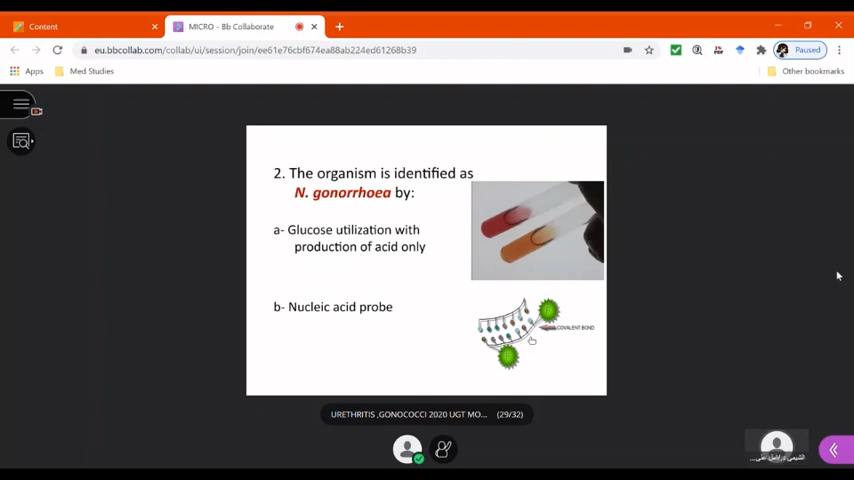 Content
MICRO - Bb Collaborate
eu.bbcollab.com/collab/ui/session/join/ee61e76cbf674ea88ab224ed61268b39
Paused
Apps
Med Studies
Other bookmarks
2. The organism is identified as
N. gonorrhoea by:
a- Glucose utilization with
production of acid only
b- Nucleic acid probe
COVALENT BOND
URETHRITIS ,GONOCOCCI 2020 UGT MO... (29/32)